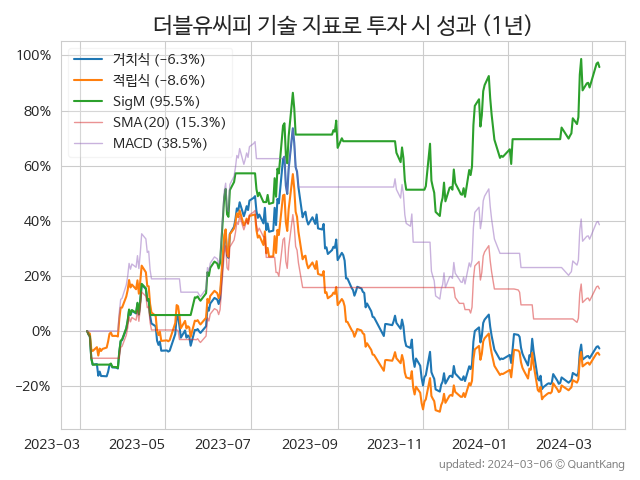 더블유씨피 기술 지표로 투자 시 성과 (1년)
거치식 (−6.3%)
적립식 (−8.6%)
SigM (95.5%)
SMA(20) (15.3%)
MACD (38.5%)
100%
80%
60%
40%
20%
0%
−20%
2023-03
2023-05
2023-07
2023-09
2023-11
2024-01
2024-03
updated: 2024-03-06 © QuantKang